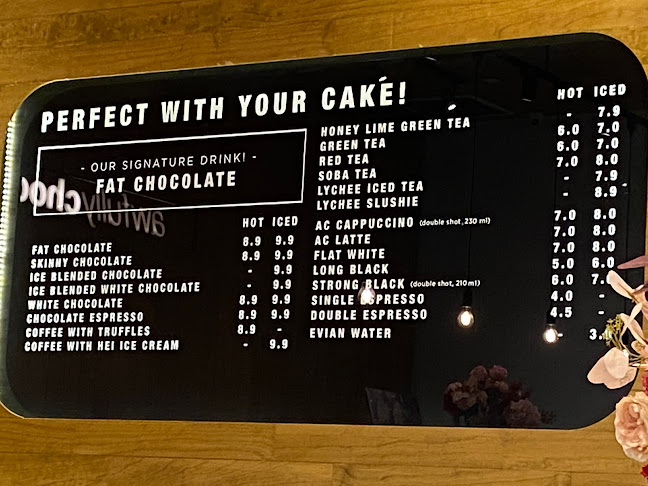 PERFECT WITH YOUR CAKE!
- OUR SIGNATURE DRINK! -
FAT CHOCOLATE
HOT ICED
FAT CHOCOLATE 8.9 9.9
SKINNY CHOCOLATE 8.9 9.9
ICE BLENDED CHOCOLATE - 9.9
ICE BLENDED WHITE CHOCOLATE - 9.9
WHITE CHOCOLATE 8.9 9.9
CHOCOLATE ESPRESSO 8.9 9.9
COFFEE WITH TRUFFLES 8.9 -
COFFEE WITH HEI ICE CREAM - 9.9
HOT ICED
HONEY LIME GREEN TEA - 7.9
GREEN TEA 6.0 7.0
RED TEA 6.0 7.0
SOBA TEA 7.0 8.0
LYCHEE ICED TEA - 7.9
LYCHEE SLUSHIE - 8.9
AC CAPPUCCINO (double shot, 230 ml) 7.0 8.0
AC LATTE 7.0 8.0
FLAT WHITE 7.0 8.0
LONG BLACK 5.0 6.0
STRONG BLACK (double shot, 210 ml) 6.0 7.
SINGLE ESPRESSO 4.0 -
DOUBLE ESPRESSO 4.5 -
EVIAN WATER - 3.